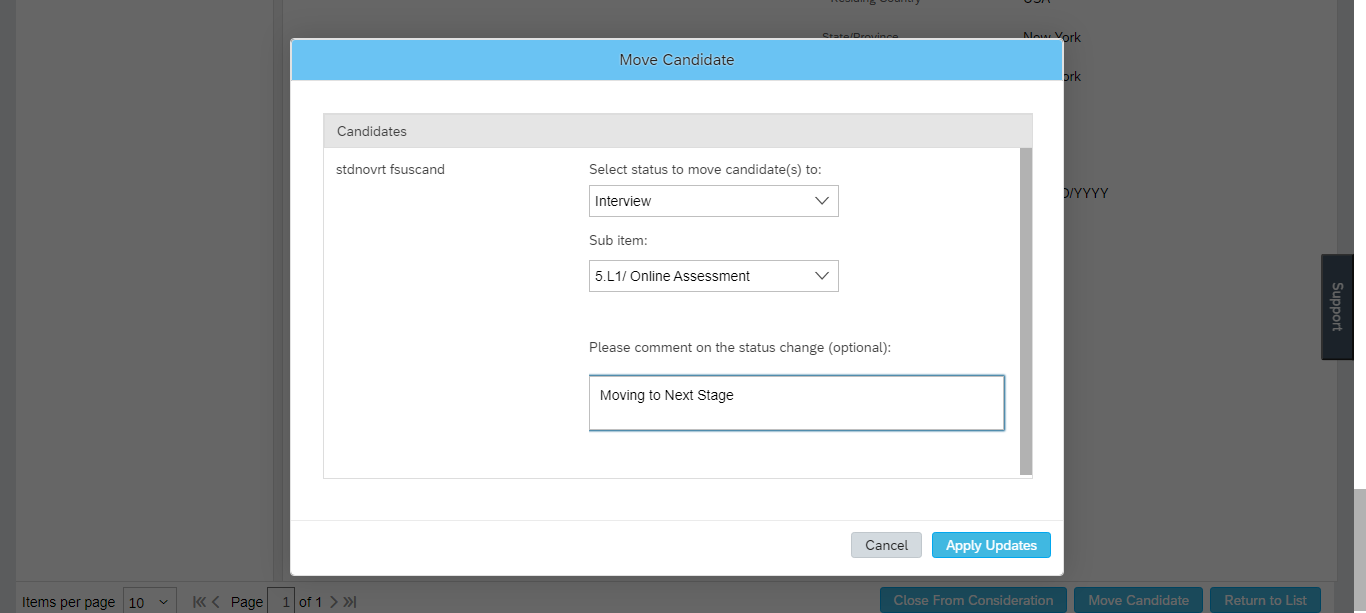 Residing Country USA
State/Province New York
Move Candidate
ork
Candidates
stdnovrt fsuscand
Select status to move candidate(s) to:
Interview
D/YYYY
Sub item:
5.L1/ Online Assessment
Support
Please comment on the status change (optional):
Moving to Next Stage
Cancel Apply Updates
Items per page 10 Page 1 of 1 Close From Consideration Move Candidate Return to List